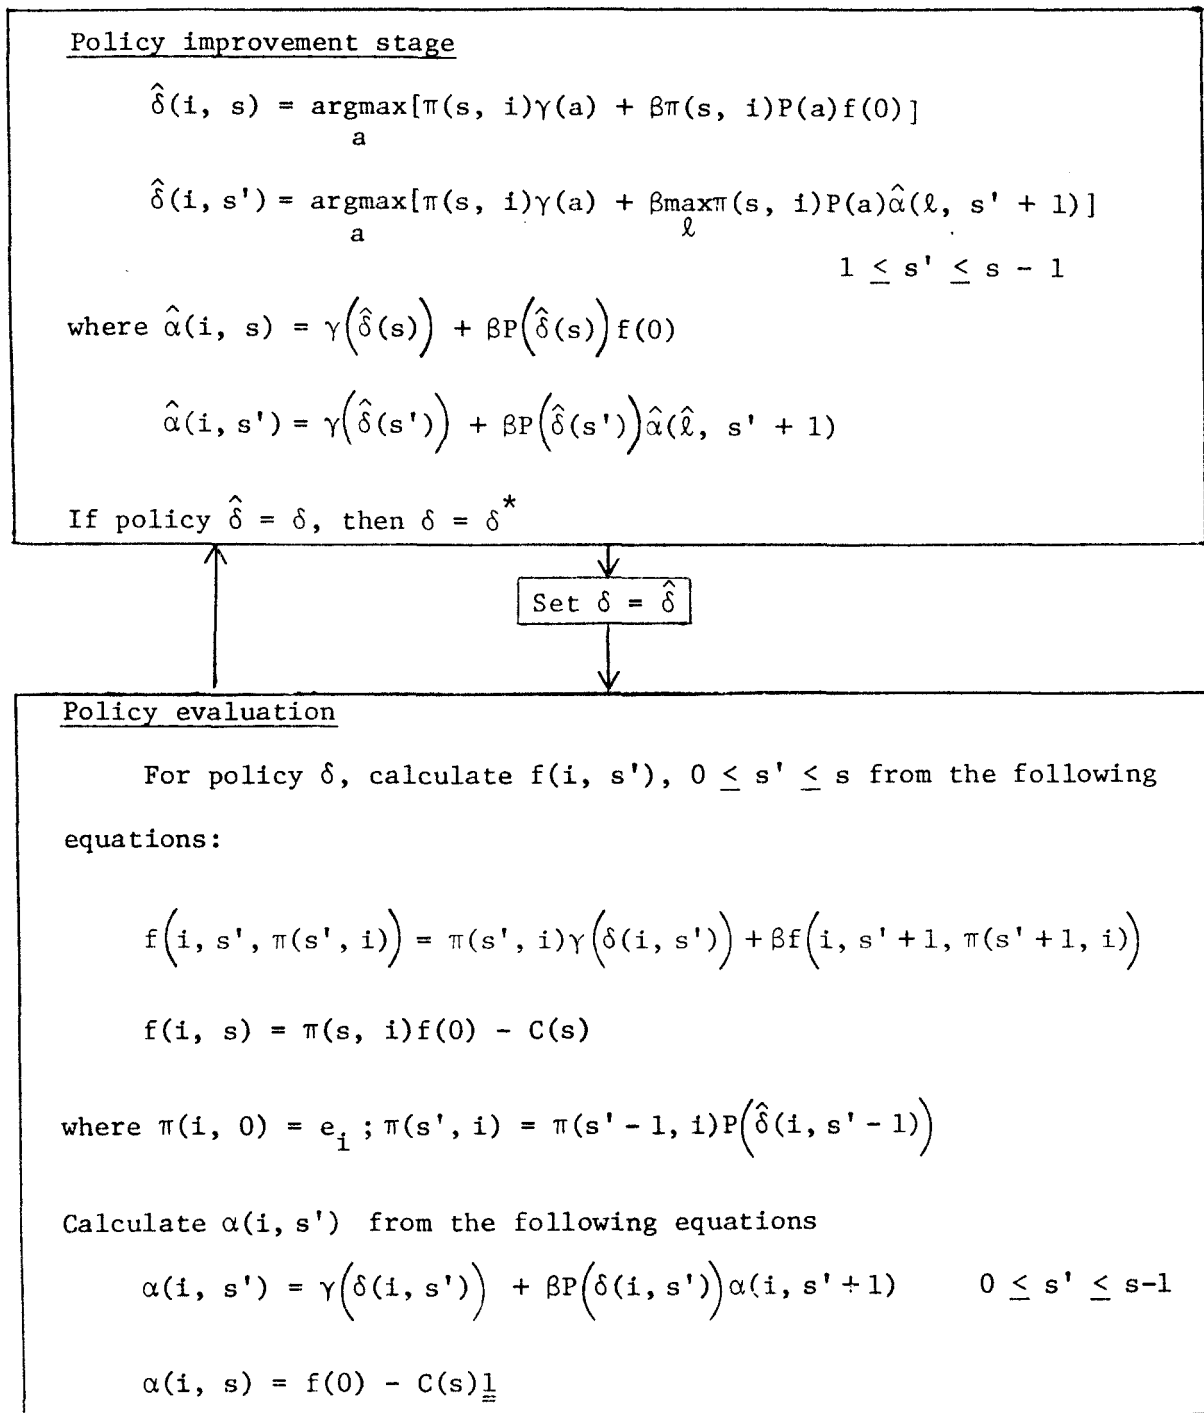 Policy improvement stage
δ̂(i, s) = argmax[π(s, i)γ(a) + βπ(s, i)P(a)f(0)]
a
δ̂(i, s') = argmax[π(s, i)γ(a) + βmaxπ(s, i)P(a)α̂(ℓ, s' + 1)]
a ℓ
1 ≤ s' ≤ s - 1
where α̂(i, s) = γ(δ̂(s)) + βP(δ̂(s))f(0)
α̂(i, s') = γ(δ̂(s')) + βP(δ̂(s'))α̂(ℓ̂, s' + 1)
If policy δ̂ = δ, then δ = δ*
Set δ = δ̂
Policy evaluation
For policy δ, calculate f(i, s'), 0 ≤ s' ≤ s from the following
equations:
f(i, s', π(s', i)) = π(s', i)γ(δ(i, s')) + βf(i, s' + 1, π(s' + 1, i))
f(i, s) = π(s, i)f(0) - C(s)
where π(i, 0) = e_i ; π(s', i) = π(s' - 1, i)P(δ̂(i, s' - 1))
Calculate α(i, s') from the following equations
α(i, s') = γ(δ(i, s')) + βP(δ(i, s'))α(i, s' + 1) 0 ≤ s' ≤ s-1
α(i, s) = f(0) - C(s)1